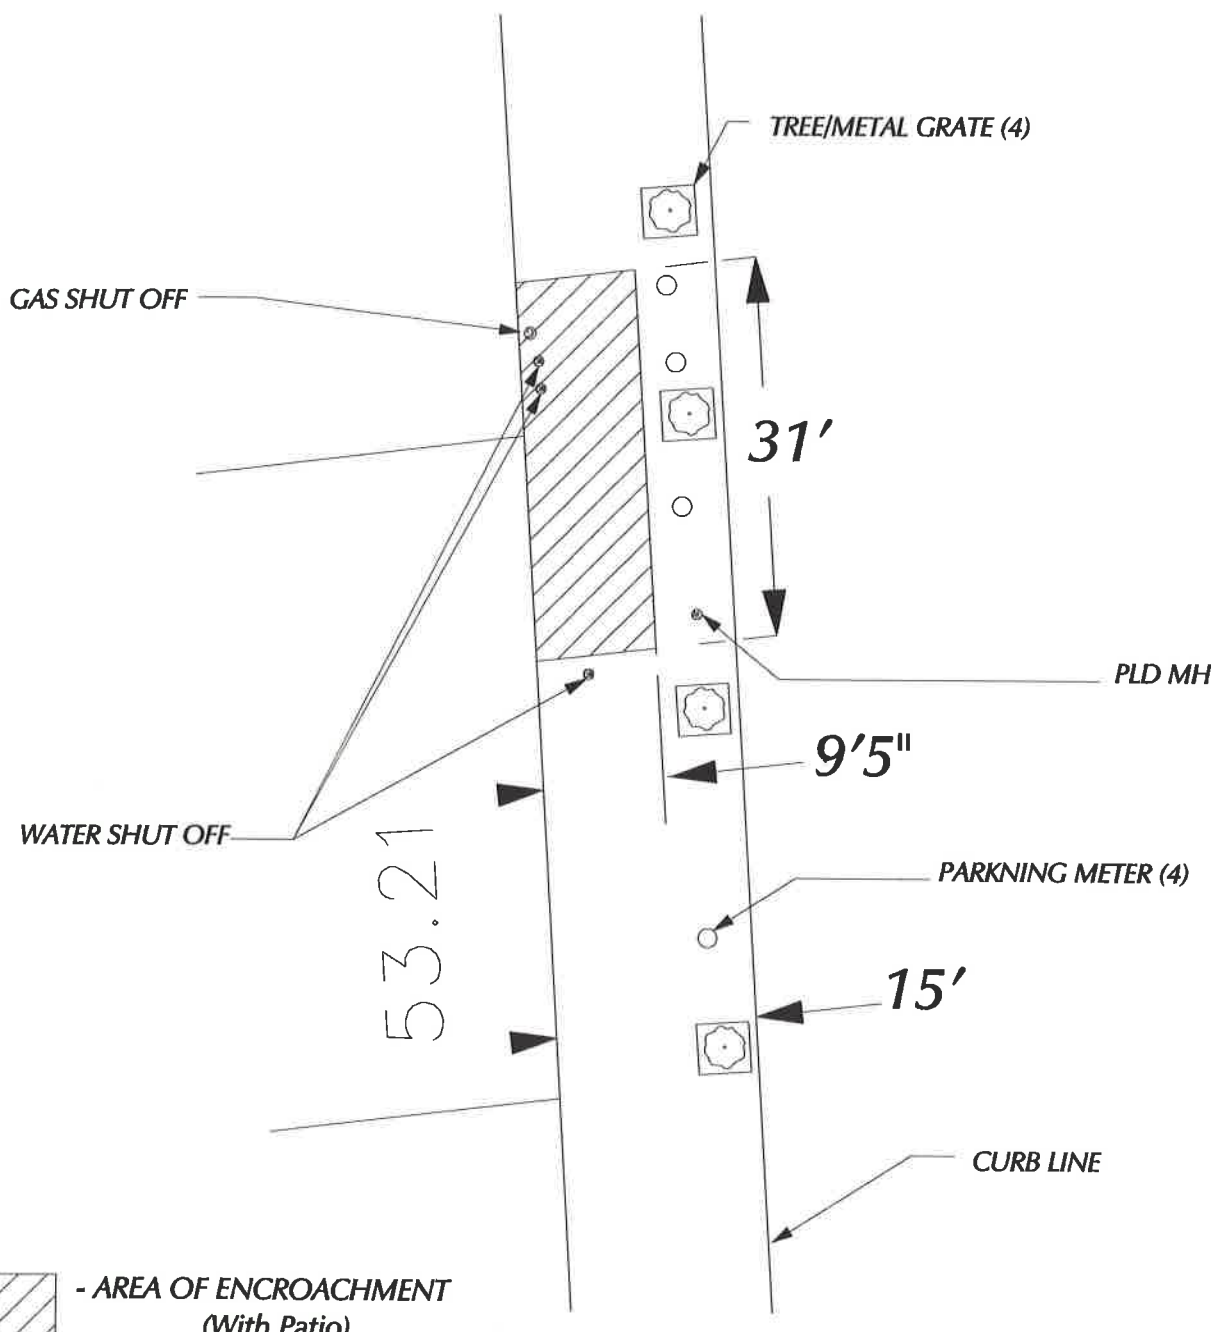 TREE/METAL GRATE (4)
GAS SHUT OFF
31'
PLD MH
9'5"
WATER SHUT OFF
53.21
PARKNING METER (4)
15'
CURB LINE
- AREA OF ENCROACHMENT
(With Patio)